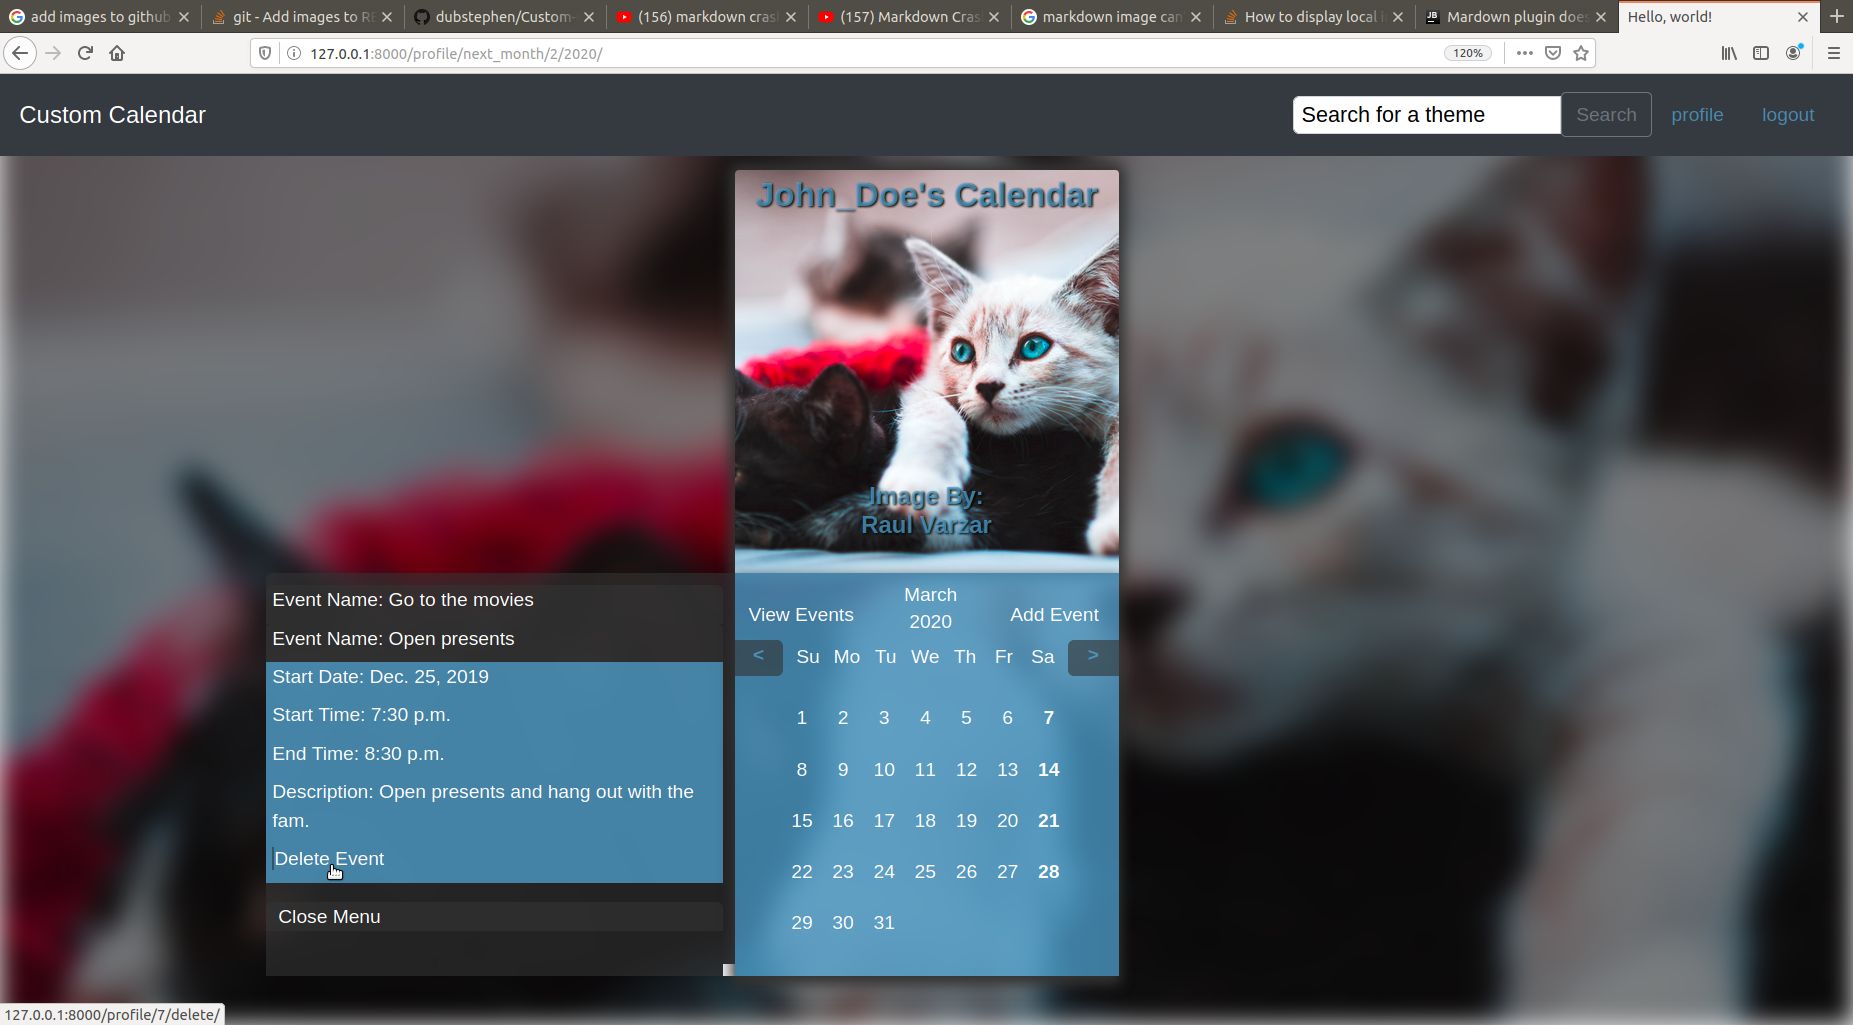 add images to github
git - Add images to RE
dubstephen/Custom-
(156) markdown cras
(157) Markdown Cras
markdown image can
How to display local i
Mardown plugin does
Hello, world!
127.0.0.1:8000/profile/next_month/2/2020/
120%
Custom Calendar
Search for a theme
Search
profile
logout
John_Doe's Calendar
Image By:
Raul Varzar
Event Name: Go to the movies
Event Name: Open presents
Start Date: Dec. 25, 2019
Start Time: 7:30 p.m.
End Time: 8:30 p.m.
Description: Open presents and hang out with the
fam.
Delete Event
Close Menu
View Events
March
2020
Add Event
< Su Mo Tu We Th Fr Sa >
1 2 3 4 5 6 7
8 9 10 11 12 13 14
15 16 17 18 19 20 21
22 23 24 25 26 27 28
29 30 31
127.0.0.1:8000/profile/7/delete/